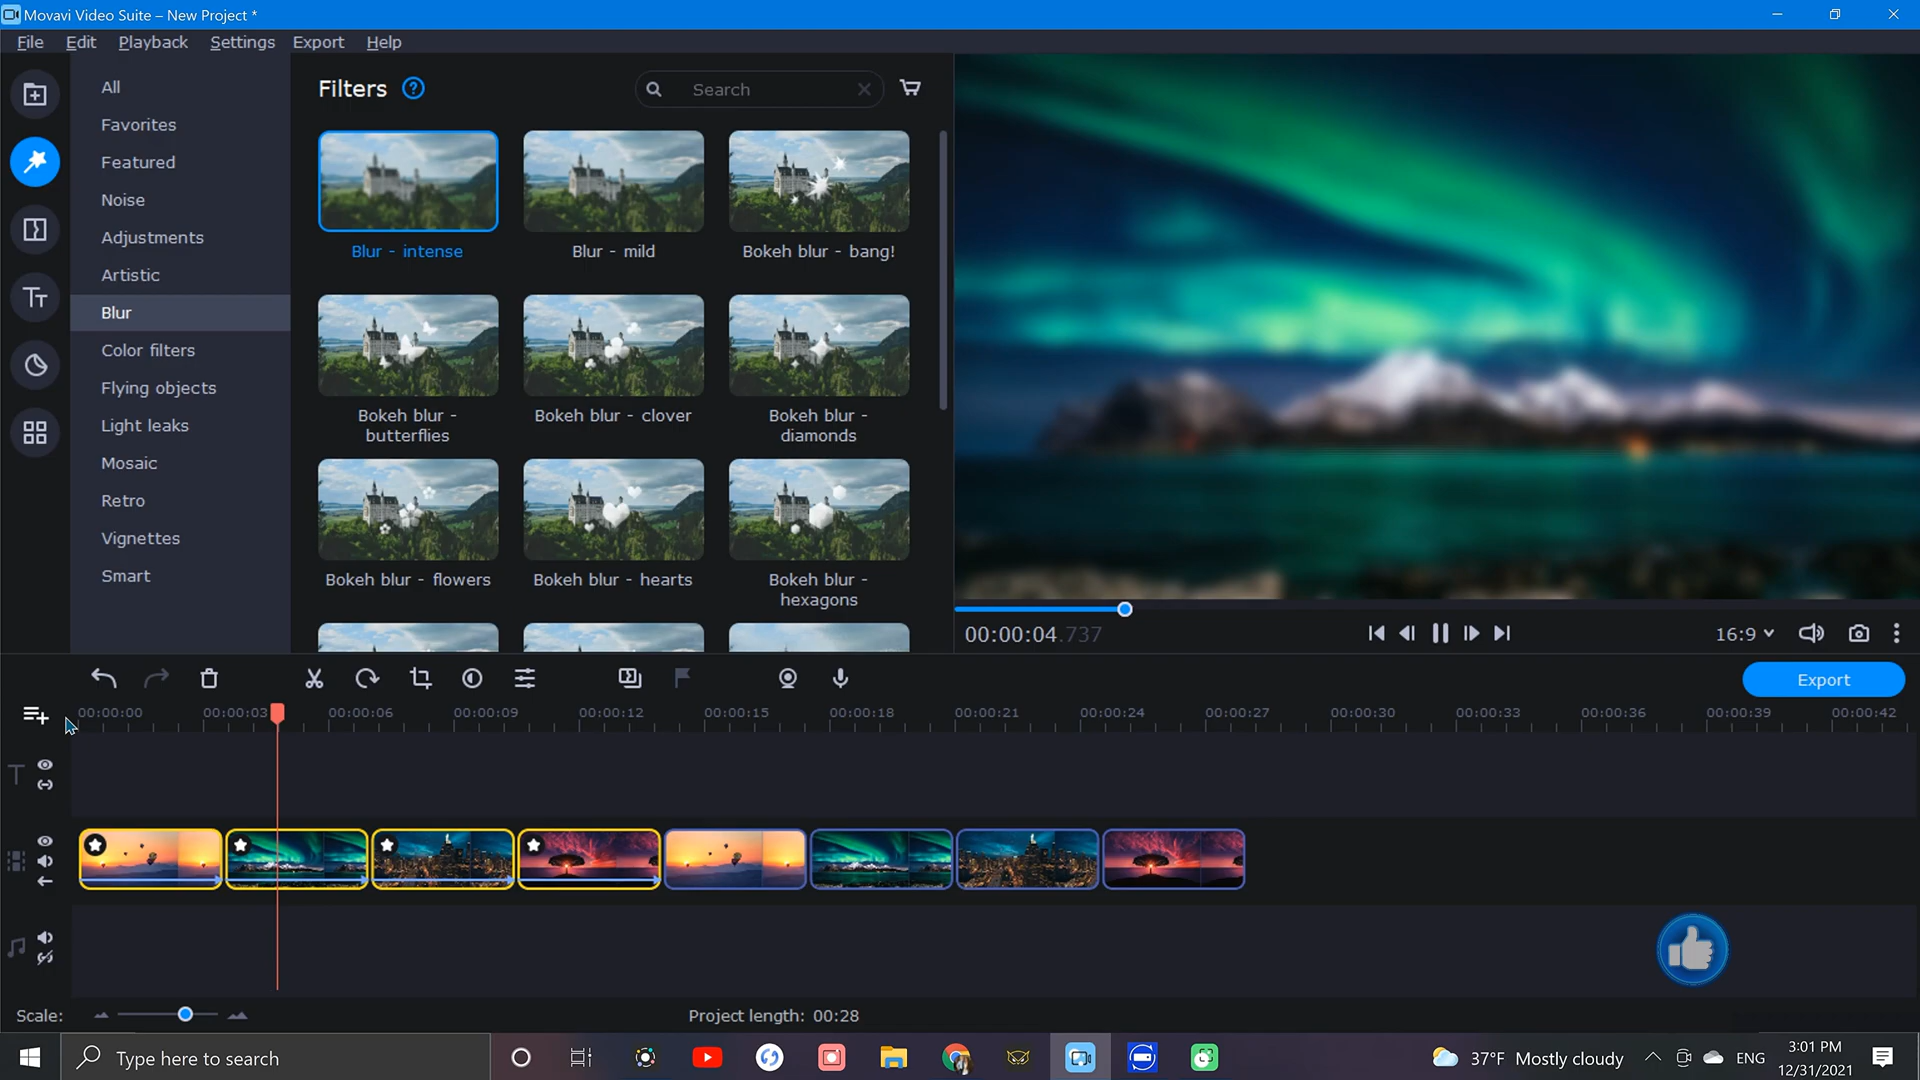 Movavi Video Suite – New Project *
File Edit Playback Settings Export Help
All
Favorites
Featured
Noise
Adjustments
Artistic
Blur
Color filters
Flying objects
Light leaks
Mosaic
Retro
Vignettes
Smart
Filters ?
Search
Blur - intense
Blur - mild
Bokeh blur - bang!
Bokeh blur -
butterflies
Bokeh blur - clover
Bokeh blur -
diamonds
Bokeh blur - flowers
Bokeh blur - hearts
Bokeh blur -
hexagons
00:00:04.737
16:9
Export
00:00:00 00:00:03 00:00:06 00:00:09 00:00:12 00:00:15 00:00:18 00:00:21 00:00:24 00:00:27 00:00:30 00:00:33 00:00:36 00:00:39 00:00:42
Scale:
Project length: 00:28
Type here to search
37°F Mostly cloudy
ENG
3:01 PM
12/31/2021